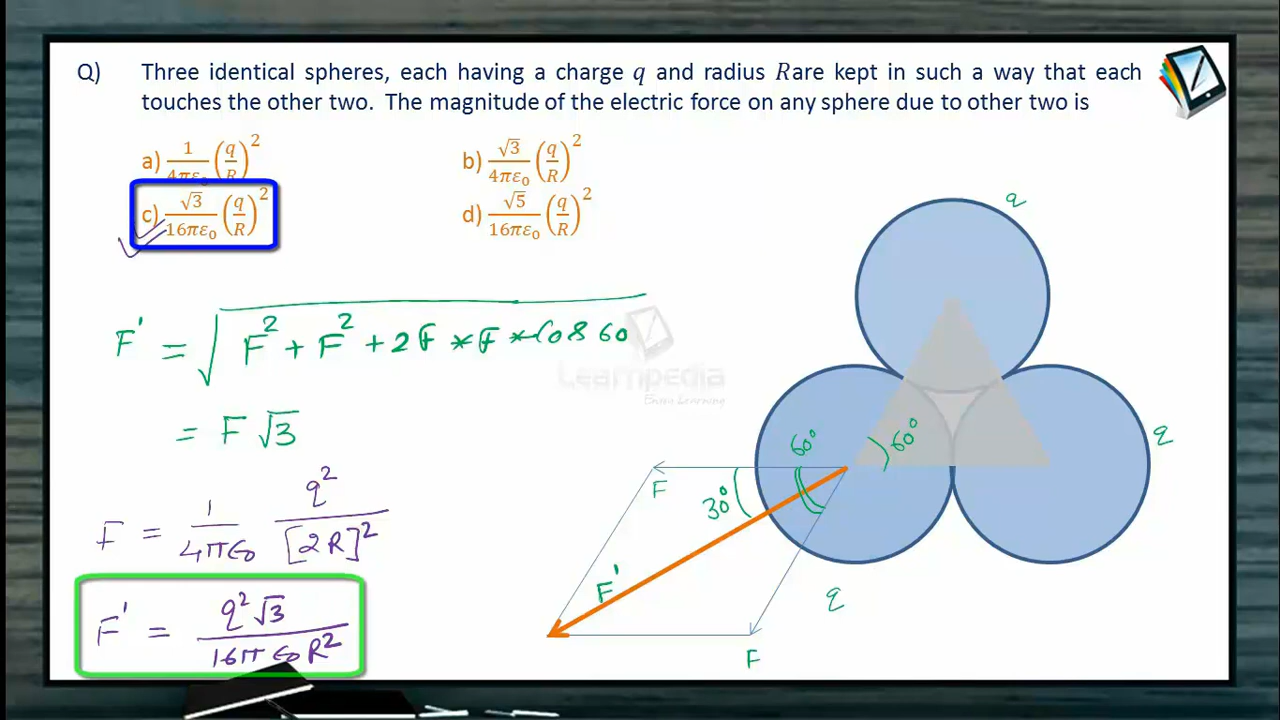 Q) Three identical spheres, each having a charge q and radius Rare kept in such a way that each
touches the other two. The magnitude of the electric force on any sphere due to other two is
a) 1/4πε₀ (q/R)² b) √3/4πε₀ (q/R)²
c) √3/16πε₀ (q/R)² d) √5/16πε₀ (q/R)²
q
F' = √F² + F² + 2F * F * Cos 60
Learnpedia
= F √3
60° 60° q
F 30°
F = 1/4πε₀ q²/[2R]²
F' q
F' = q²√3/16πε₀R²
F